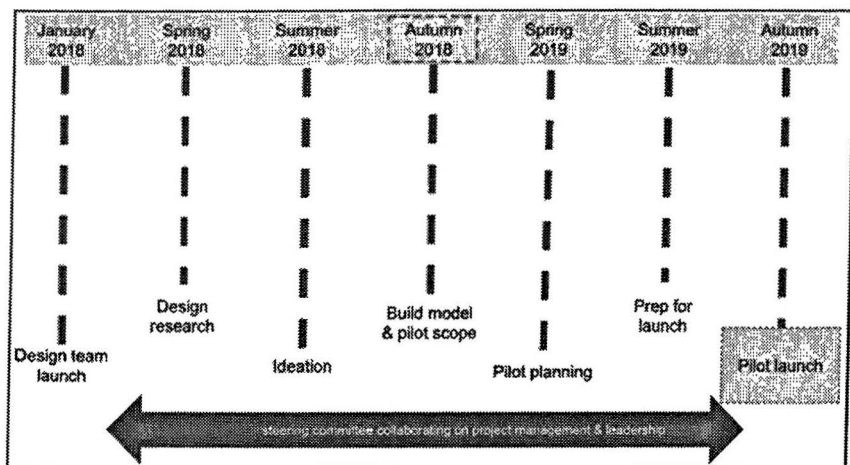 January
2018
Spring
2018
Summer
2018
Autumn
2018
Spring
2019
Summer
2019
Autumn
2019
Design team
launch
Design
research
Ideation
Build model
& pilot scope
Pilot planning
Prep for
launch
Pilot launch
steering committee collaborating on project management & leadership